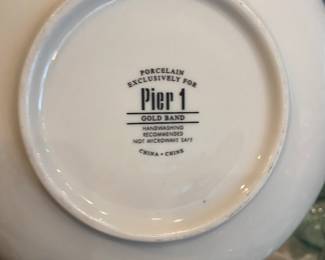 PORCELAIN
EXCLUSIVELY FOR
Pier 1
GOLD BAND
HANDWASHING
RECOMMENDED
NOT MICROWAVE SAFE
CHINA • CHINE